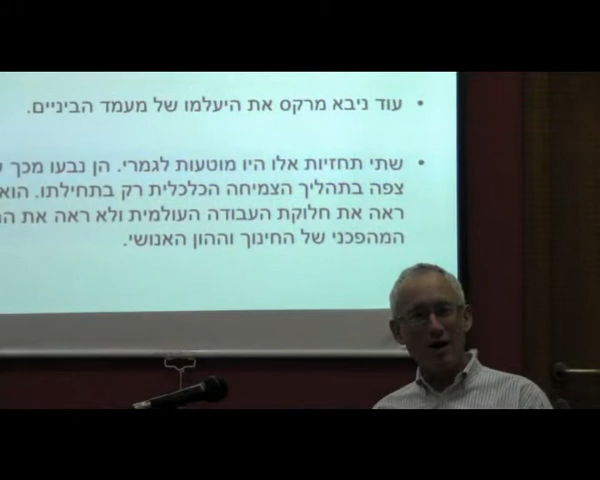 • עוד ניבא מרקס את היעלמו של מעמד הביניים.
• שתי תחזיות אלו היו מוטעות לגמרי. הן נבעו מכך
צפה בתהליך הצמיחה הכלכלית רק בתחילתו. הוא
ראה את חלוקת העבודה העולמית ולא ראה את
המהפכני של החינוך וההון האנושי.